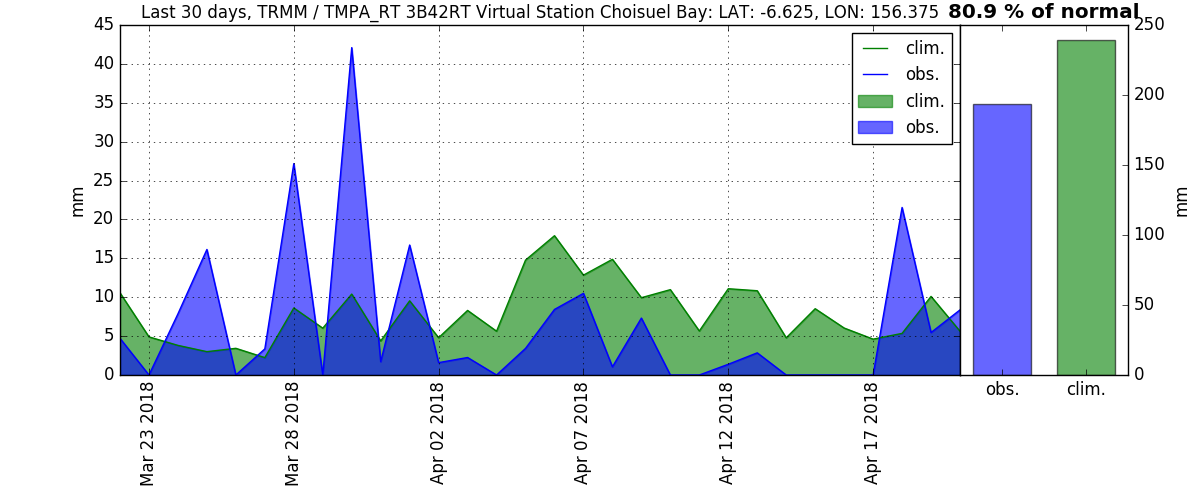 Last 30 days, TRMM / TMPA_RT 3B42RT Virtual Station Choisuel Bay: LAT: -6.625, LON: 156.375
80.9 % of normal
45
40
35
30
25
20
15
10
5
0
mm
clim.
obs.
clim.
obs.
Mar 23 2018
Mar 28 2018
Apr 02 2018
Apr 07 2018
Apr 12 2018
Apr 17 2018
250
200
150
100
50
0
mm
obs.
clim.